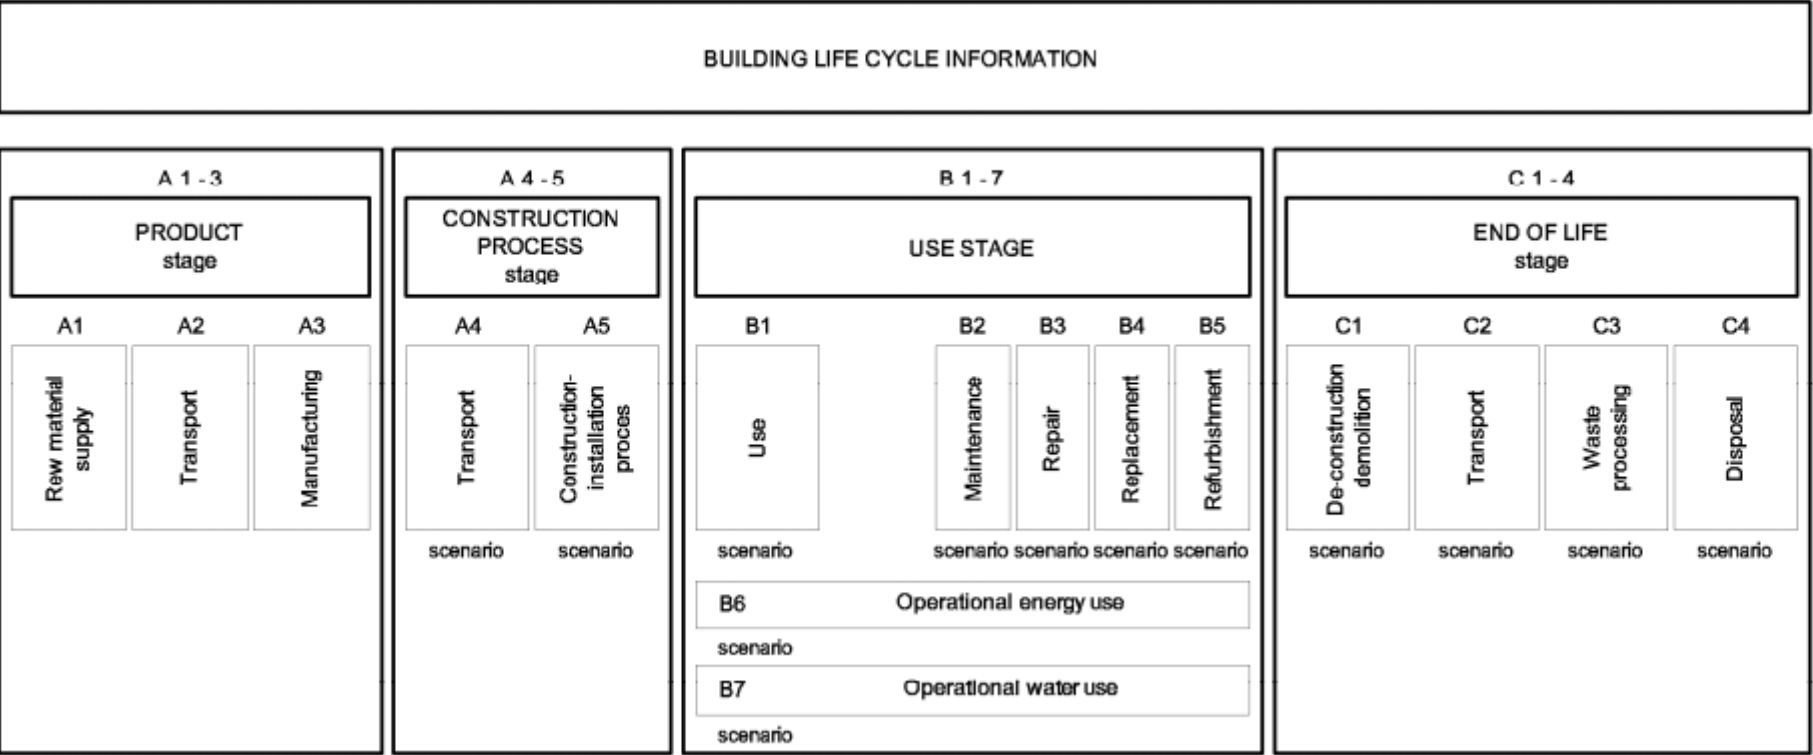 BUILDING LIFE CYCLE INFORMATION
A 1 - 3
PRODUCT
stage
A1
A2
A3
Rew material
supply
Transport
Manufacturing
A 4 - 5
CONSTRUCTION
PROCESS
stage
A4
A5
Transport
Construction-
installation
proces
scenario
scenario
B 1 - 7
USE STAGE
B1
B2
B3
B4
B5
Use
Maintenance
Repair
Replacement
Refurbishment
scenario
scenario
scenario
scenario
scenario
B6 Operational energy use
scenario
B7 Operational water use
scenario
C 1 - 4
END OF LIFE
stage
C1
C2
C3
C4
De-construction
demolition
Transport
Waste
processing
Disposal
scenario
scenario
scenario
scenario